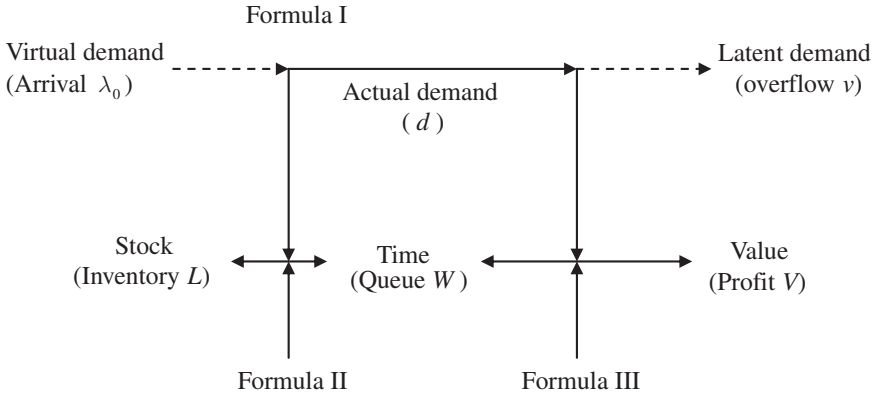 Formula I
Virtual demand
(Arrival λ₀)
Latent demand
(overflow v)
Actual demand
( d )
Stock
(Inventory L)
Time
(Queue W )
Value
(Profit V)
Formula II
Formula III